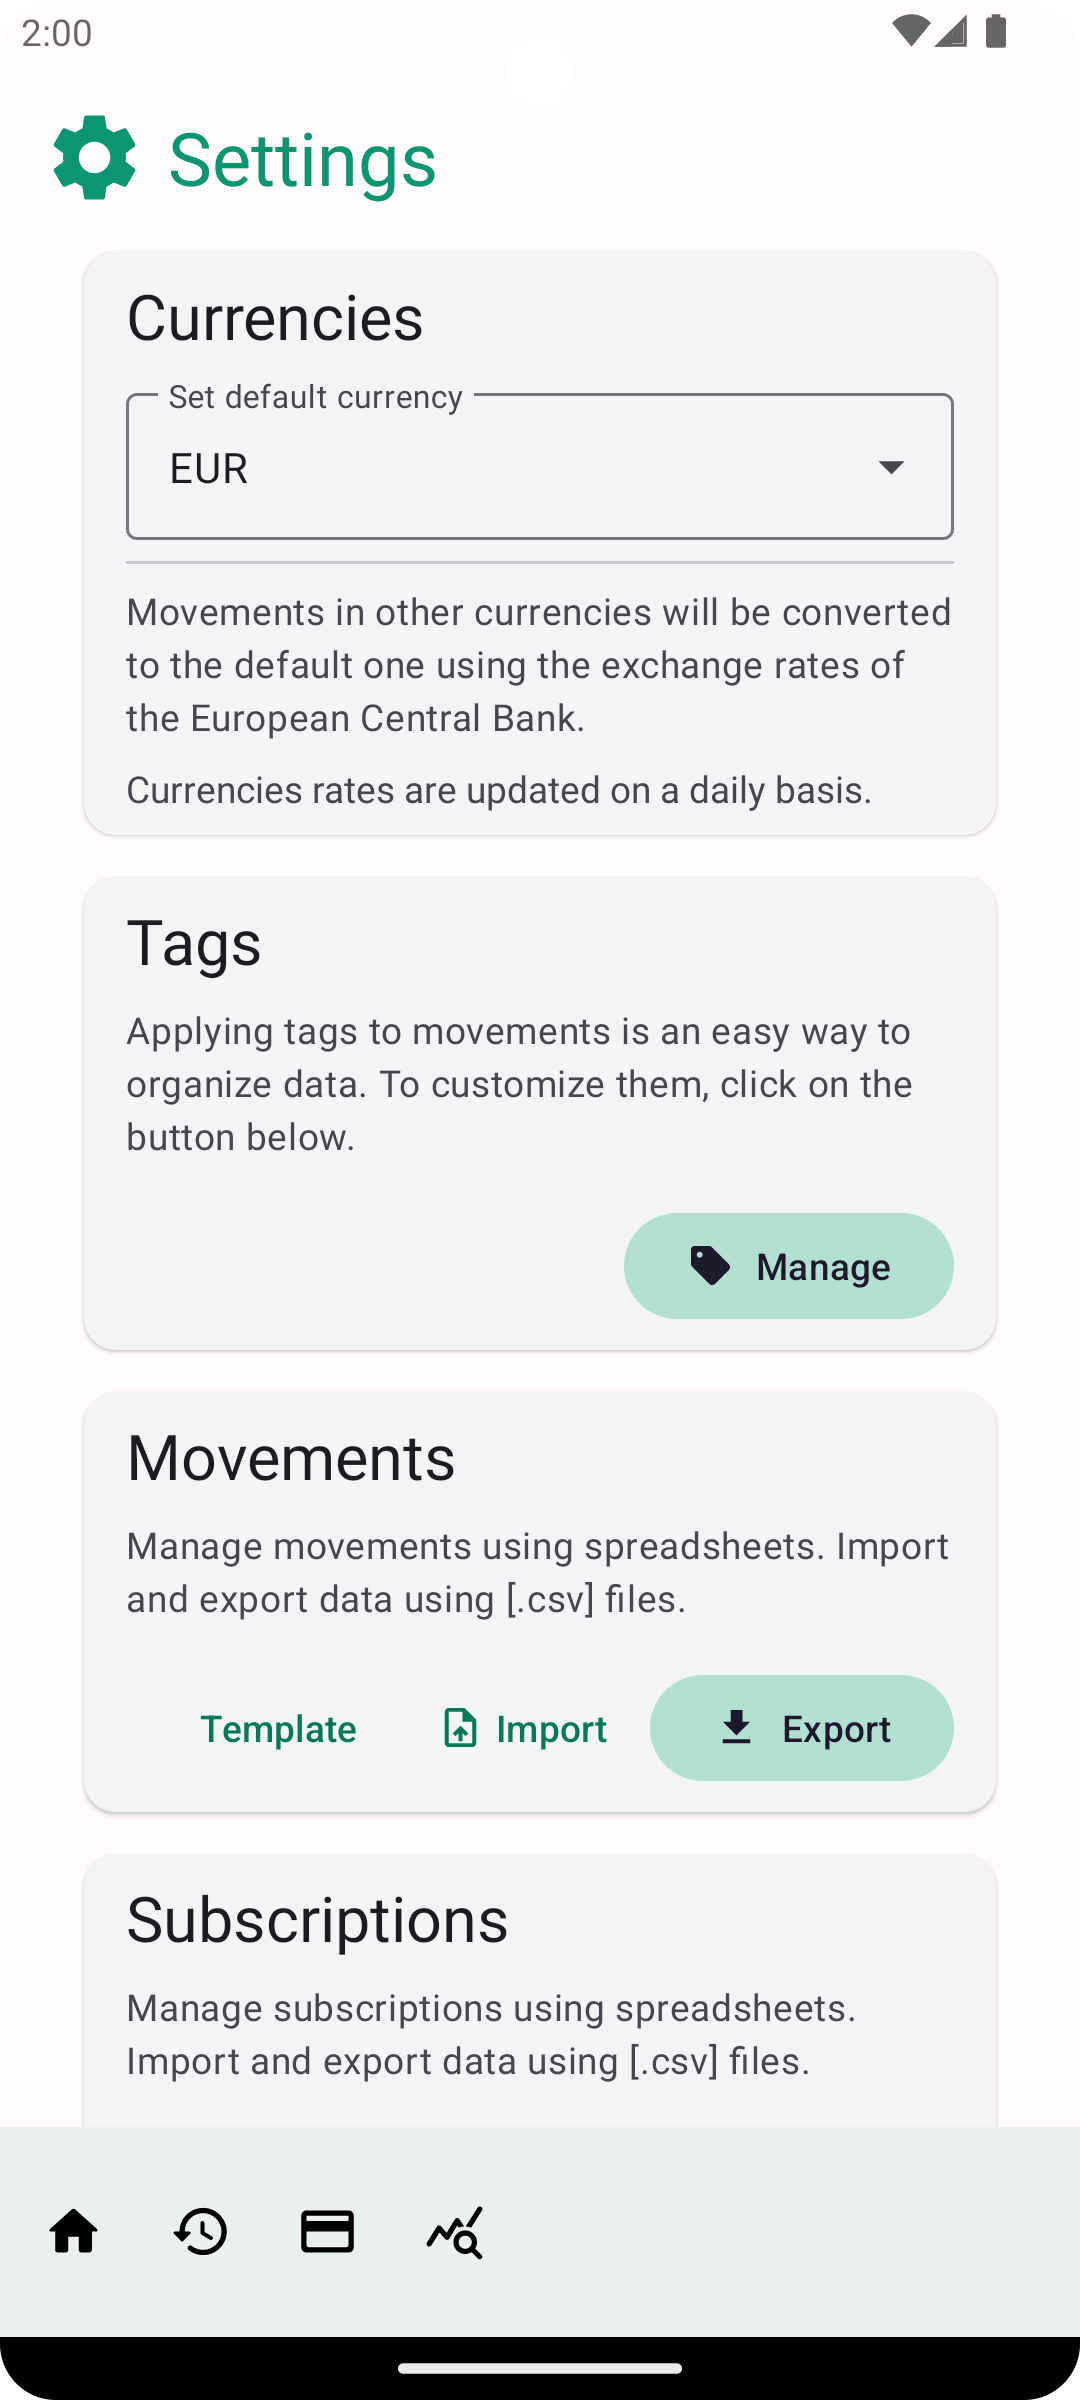 2:00
Settings
Currencies
Set default currency
EUR
Movements in other currencies will be converted
to the default one using the exchange rates of
the European Central Bank.
Currencies rates are updated on a daily basis.
Tags
Applying tags to movements is an easy way to
organize data. To customize them, click on the
button below.
Manage
Movements
Manage movements using spreadsheets. Import
and export data using [.csv] files.
Template Import Export
Subscriptions
Manage subscriptions using spreadsheets.
Import and export data using [.csv] files.